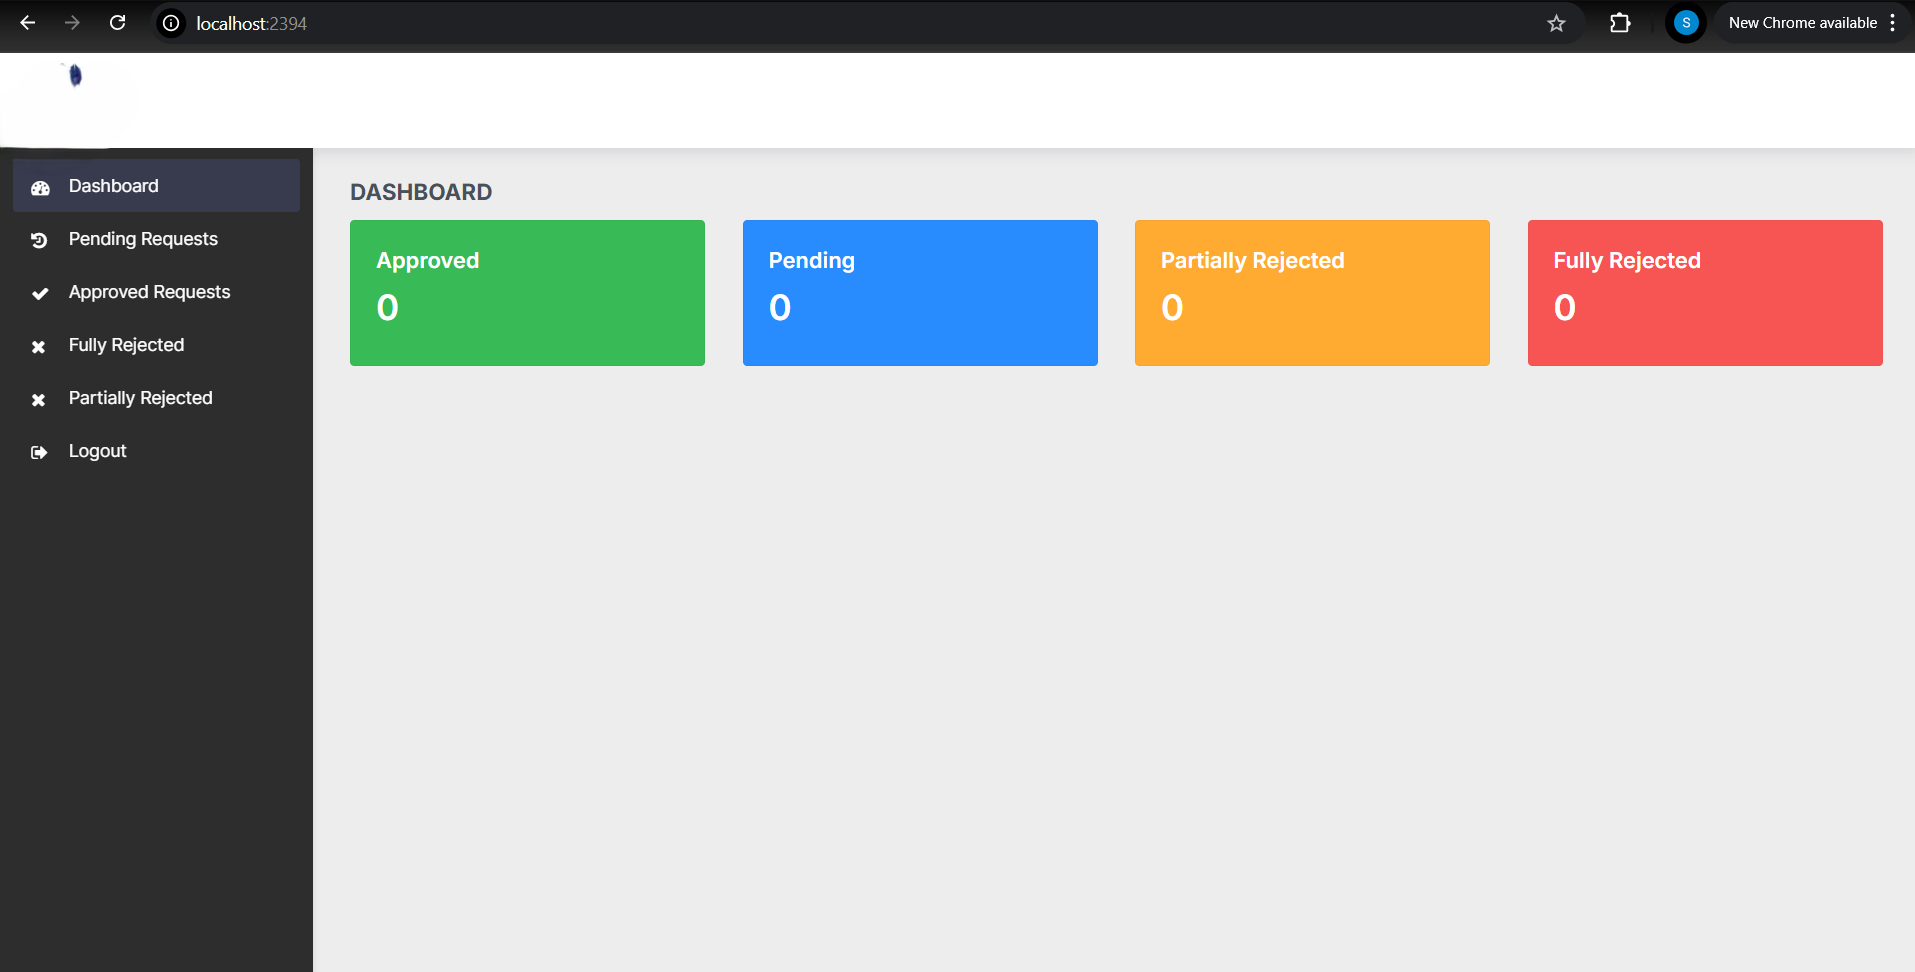 localhost:2394
S
New Chrome available
Dashboard
Pending Requests
Approved Requests
Fully Rejected
Partially Rejected
Logout
DASHBOARD
Approved
0
Pending
0
Partially Rejected
0
Fully Rejected
0